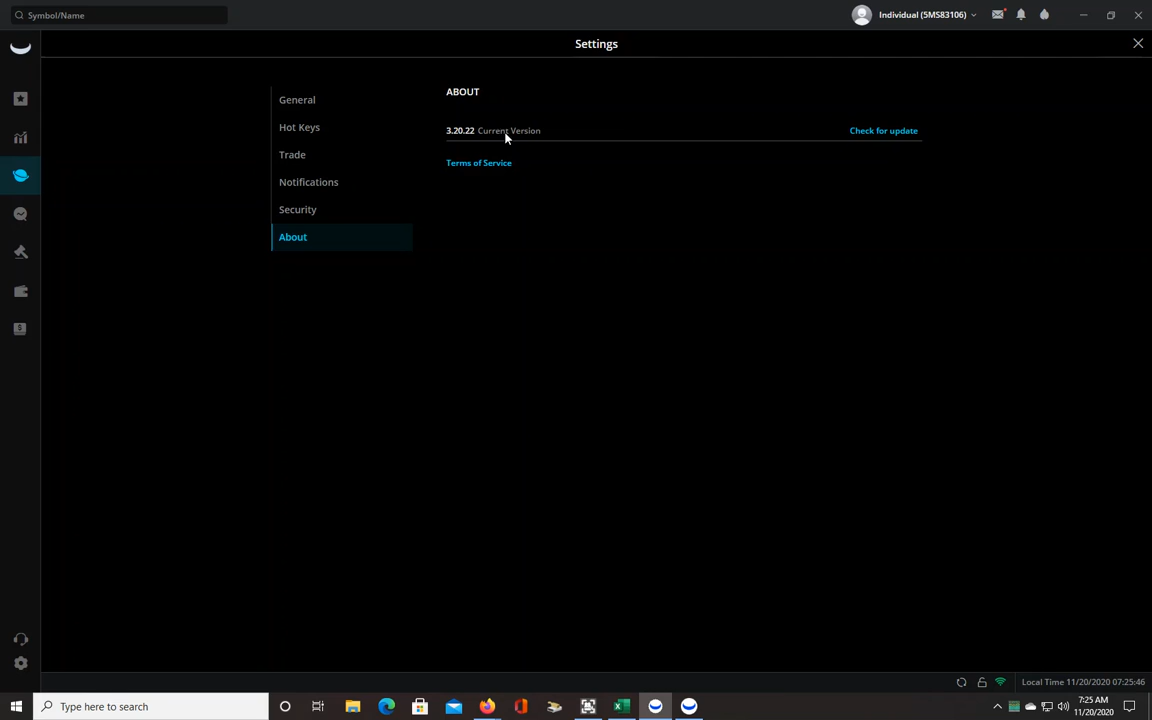 Symbol/Name
Individual (5MS83106)
Settings
General
Hot Keys
Trade
Notifications
Security
About
ABOUT
3.20.22 Current Version
Check for update
Terms of Service
Local Time 11/20/2020 07:25:46
Type here to search
7:25 AM
11/20/2020